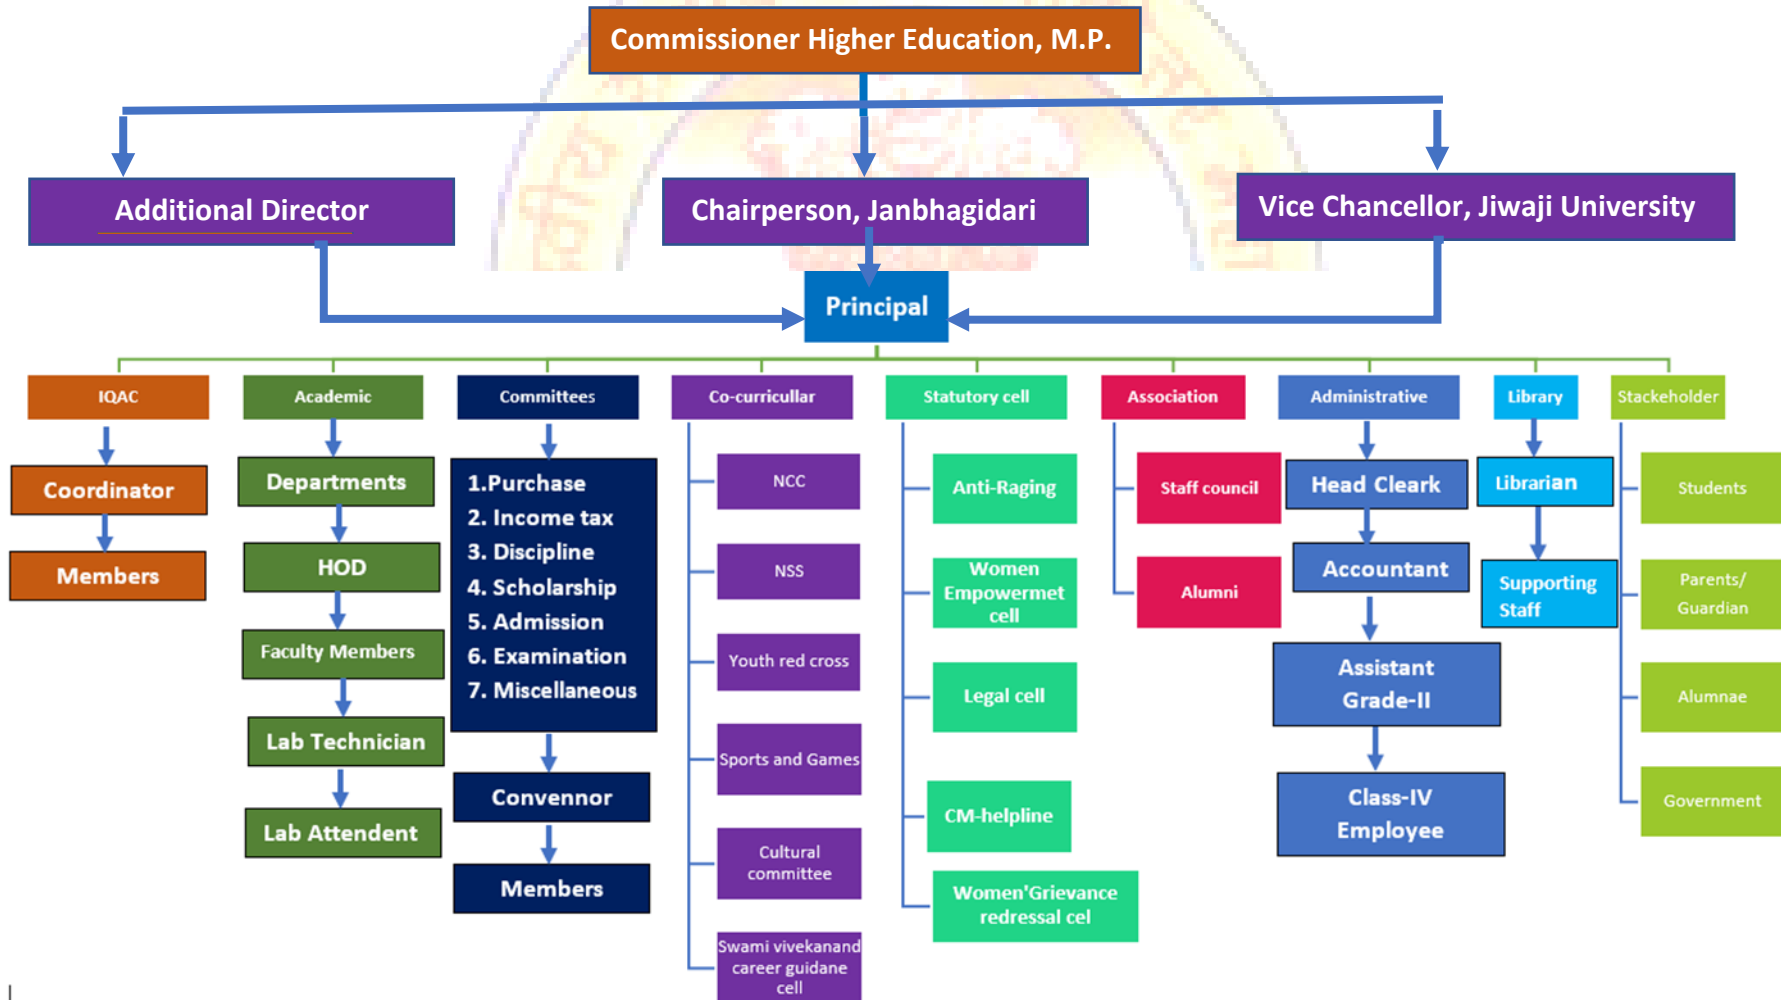 Commissioner Higher Education, M.P.
Additional Director
Chairperson, Janbhagidari
Vice Chancellor, Jiwaji University
Principal
IQAC
Academic
Committees
Co-curricullar
Statutory cell
Association
Administrative
Library
Stackeholder
Coordinator
Members
Departments
HOD
Faculty Members
Lab Technician
Lab Attendent
1.Purchase
2. Income tax
3. Discipline
4. Scholarship
5. Admission
6. Examination
7. Miscellaneous
Convennor
Members
NCC
NSS
Youth red cross
Sports and Games
Cultural
committee
Swami vivekanand
career guidane
cell
Anti-Raging
Women
Empowermet
cell
Legal cell
CM-helpline
Women'Grievance
redressal cel
Staff council
Alumni
Head Cleark
Accountant
Assistant
Grade-II
Class-IV
Employee
Librarian
Supporting
Staff
Students
Parents/
Guardian
Alumnae
Government